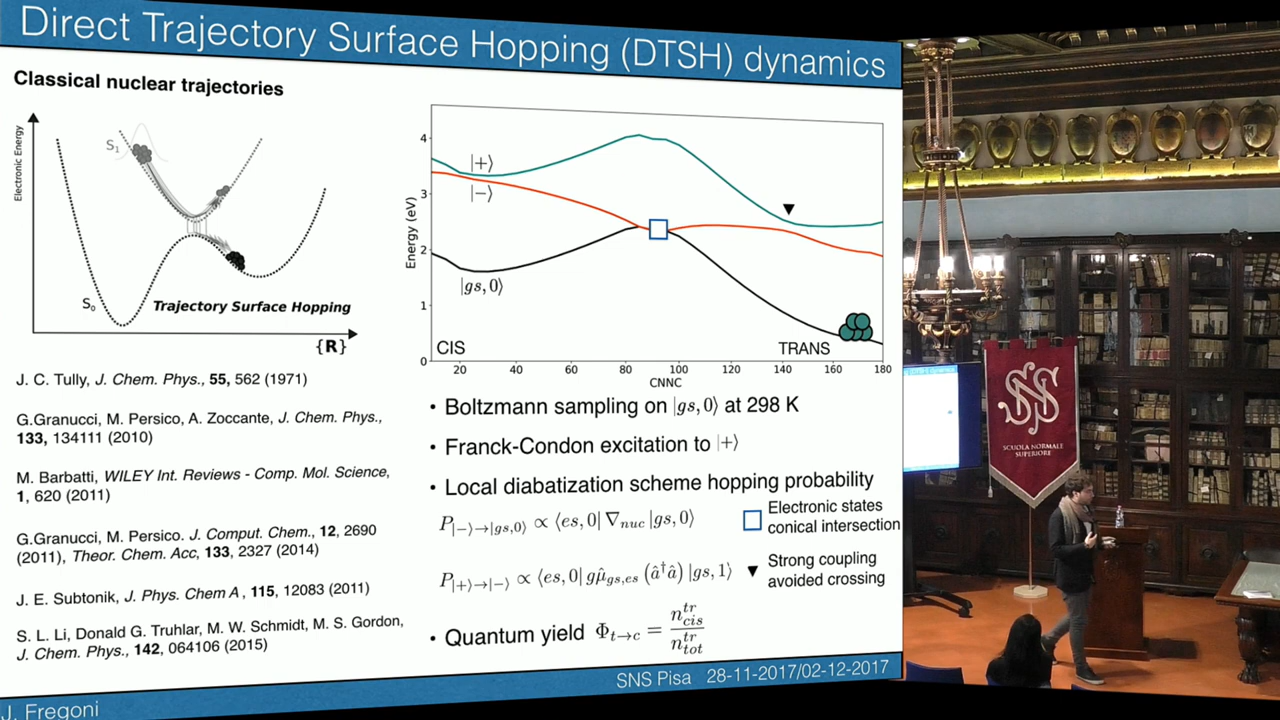 Direct Trajectory Surface Hopping (DTSH) dynamics
Classical nuclear trajectories
Electronic Energy
S₁
S₀
Trajectory Surface Hopping
{R}
J. C. Tully, J. Chem. Phys., 55, 562 (1971)
G.Granucci, M. Persico, A. Zoccante, J. Chem. Phys.,
133, 134111 (2010)
M. Barbatti, WILEY Int. Reviews - Comp. Mol. Science,
1, 620 (2011)
G.Granucci, M. Persico. J. Comput. Chem., 12, 2690
(2011), Theor. Chem. Acc, 133, 2327 (2014)
J. E. Subtonik, J. Phys. Chem A, 115, 12083 (2011)
S. L. Li, Donald G. Truhlar, M. W. Schmidt, M. S. Gordon,
J. Chem. Phys., 142, 064106 (2015)
Energy (eV)
4
3
2
1
0
|+⟩
|−⟩
|gs, 0⟩
CIS
TRANS
20 40 60 80 100 120 140 160 180
CNNC
• Boltzmann sampling on |gs, 0⟩ at 298 K
• Franck-Condon excitation to |+⟩
• Local diabatization scheme hopping probability
P|−⟩→|gs,0⟩ ∝ ⟨es, 0| ∇nuc |gs, 0⟩
Electronic states
conical intersection
P|+⟩→|−⟩ ∝ ⟨es, 0| gμ̂gs,es (â†â) |gs, 1⟩
Strong coupling
avoided crossing
• Quantum yield Φt→c = n^tr_cis / n^tr_tot
SNS Pisa 28-11-2017/02-12-2017
J. Fregoni
SNS
SCUOLA NORMALE
SUPERIORE